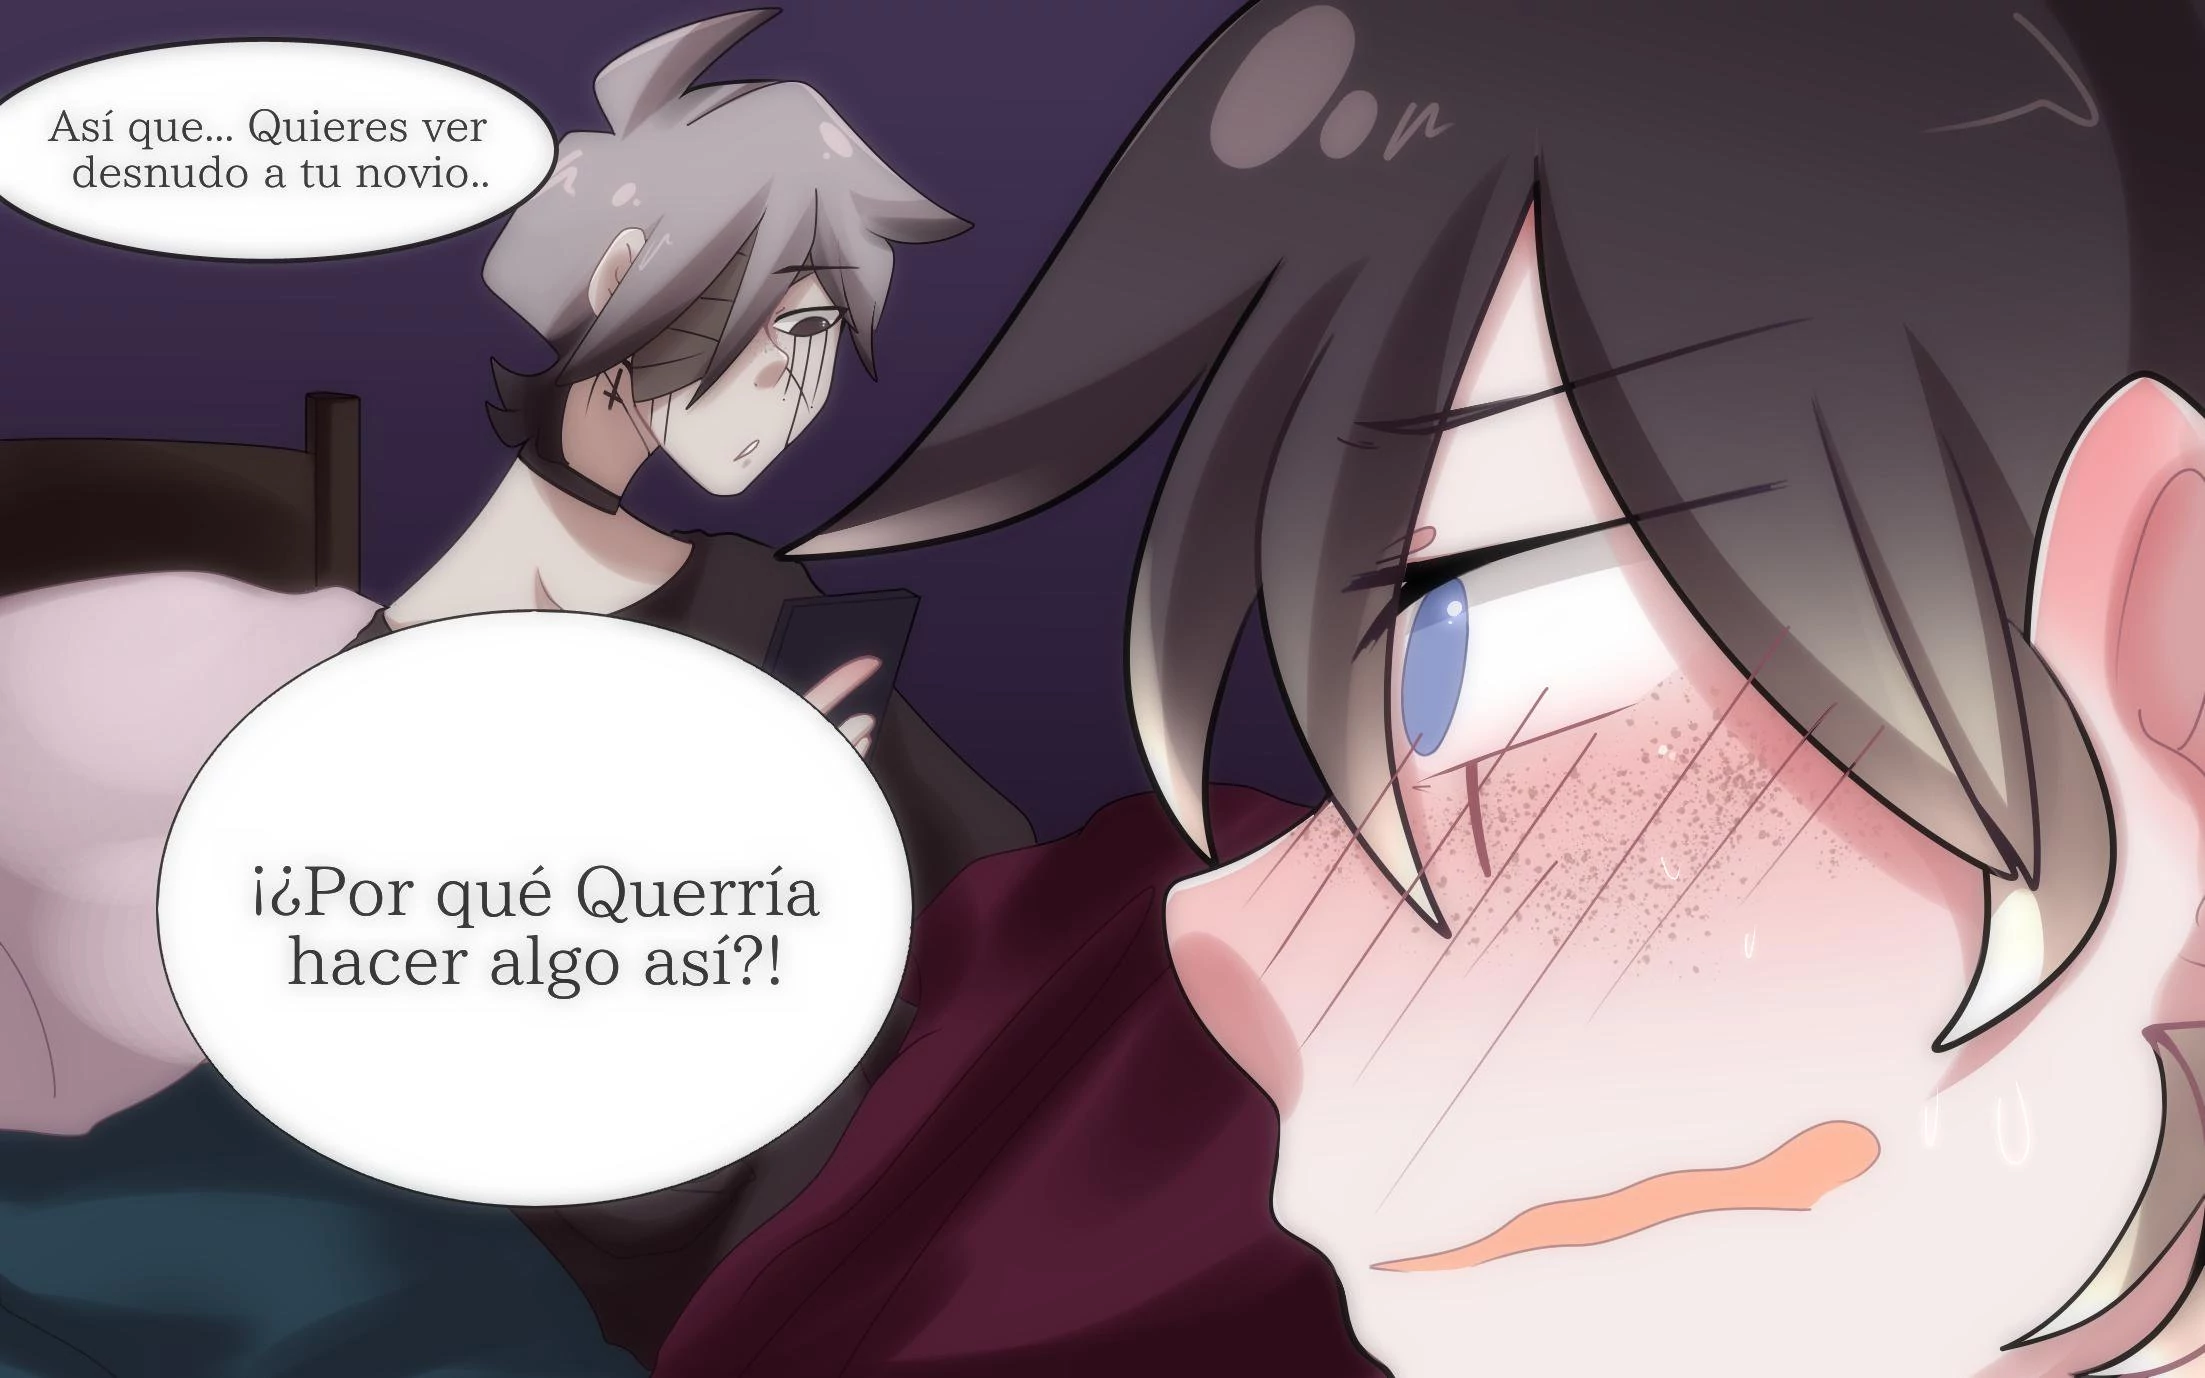 Así que... Quieres ver
desnudo a tu novio..
¡¿Por qué Querría
hacer algo así?!